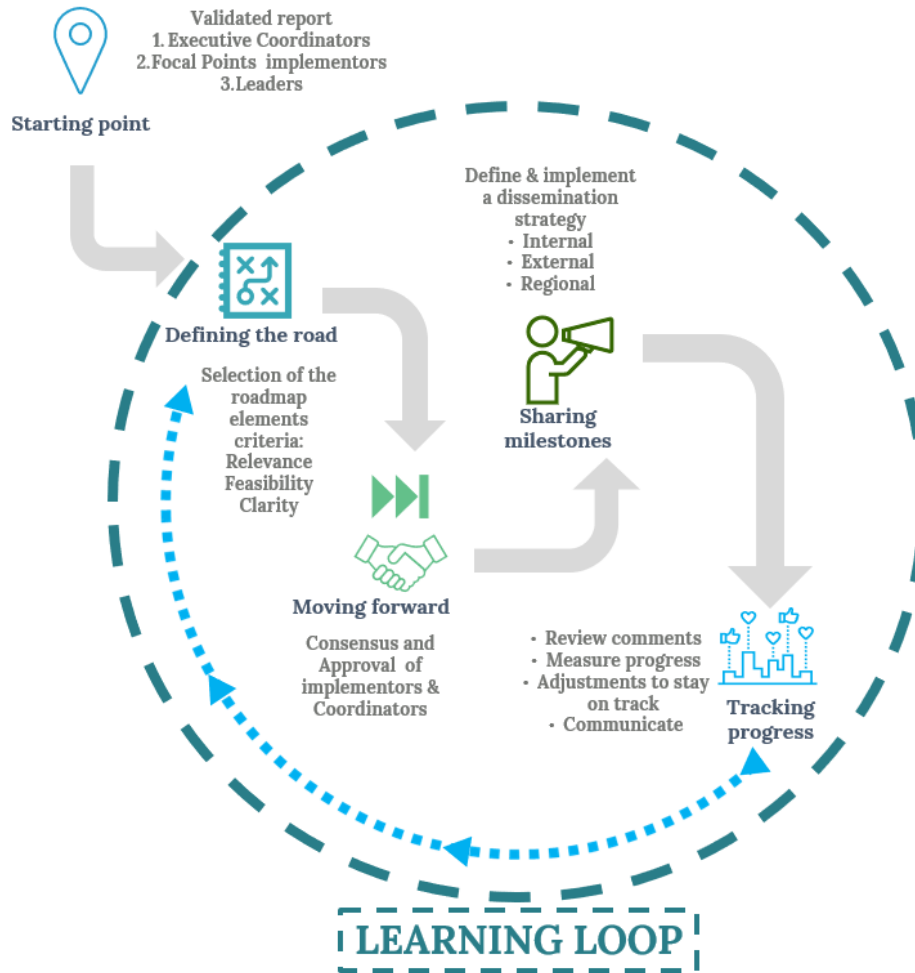 Validated report
1. Executive Coordinators
2.Focal Points implementors
3.Leaders
Starting point
Define & implement
a dissemination
strategy
· Internal
· External
· Regional
Defining the road
Selection of the
roadmap
elements
criteria:
Relevance
Feasibility
Clarity
Sharing
milestones
Moving forward
Consensus and
Approval of
implementors &
Coordinators
· Review comments
· Measure progress
· Adjustments to stay
on track
· Communicate
Tracking
progress
LEARNING LOOP